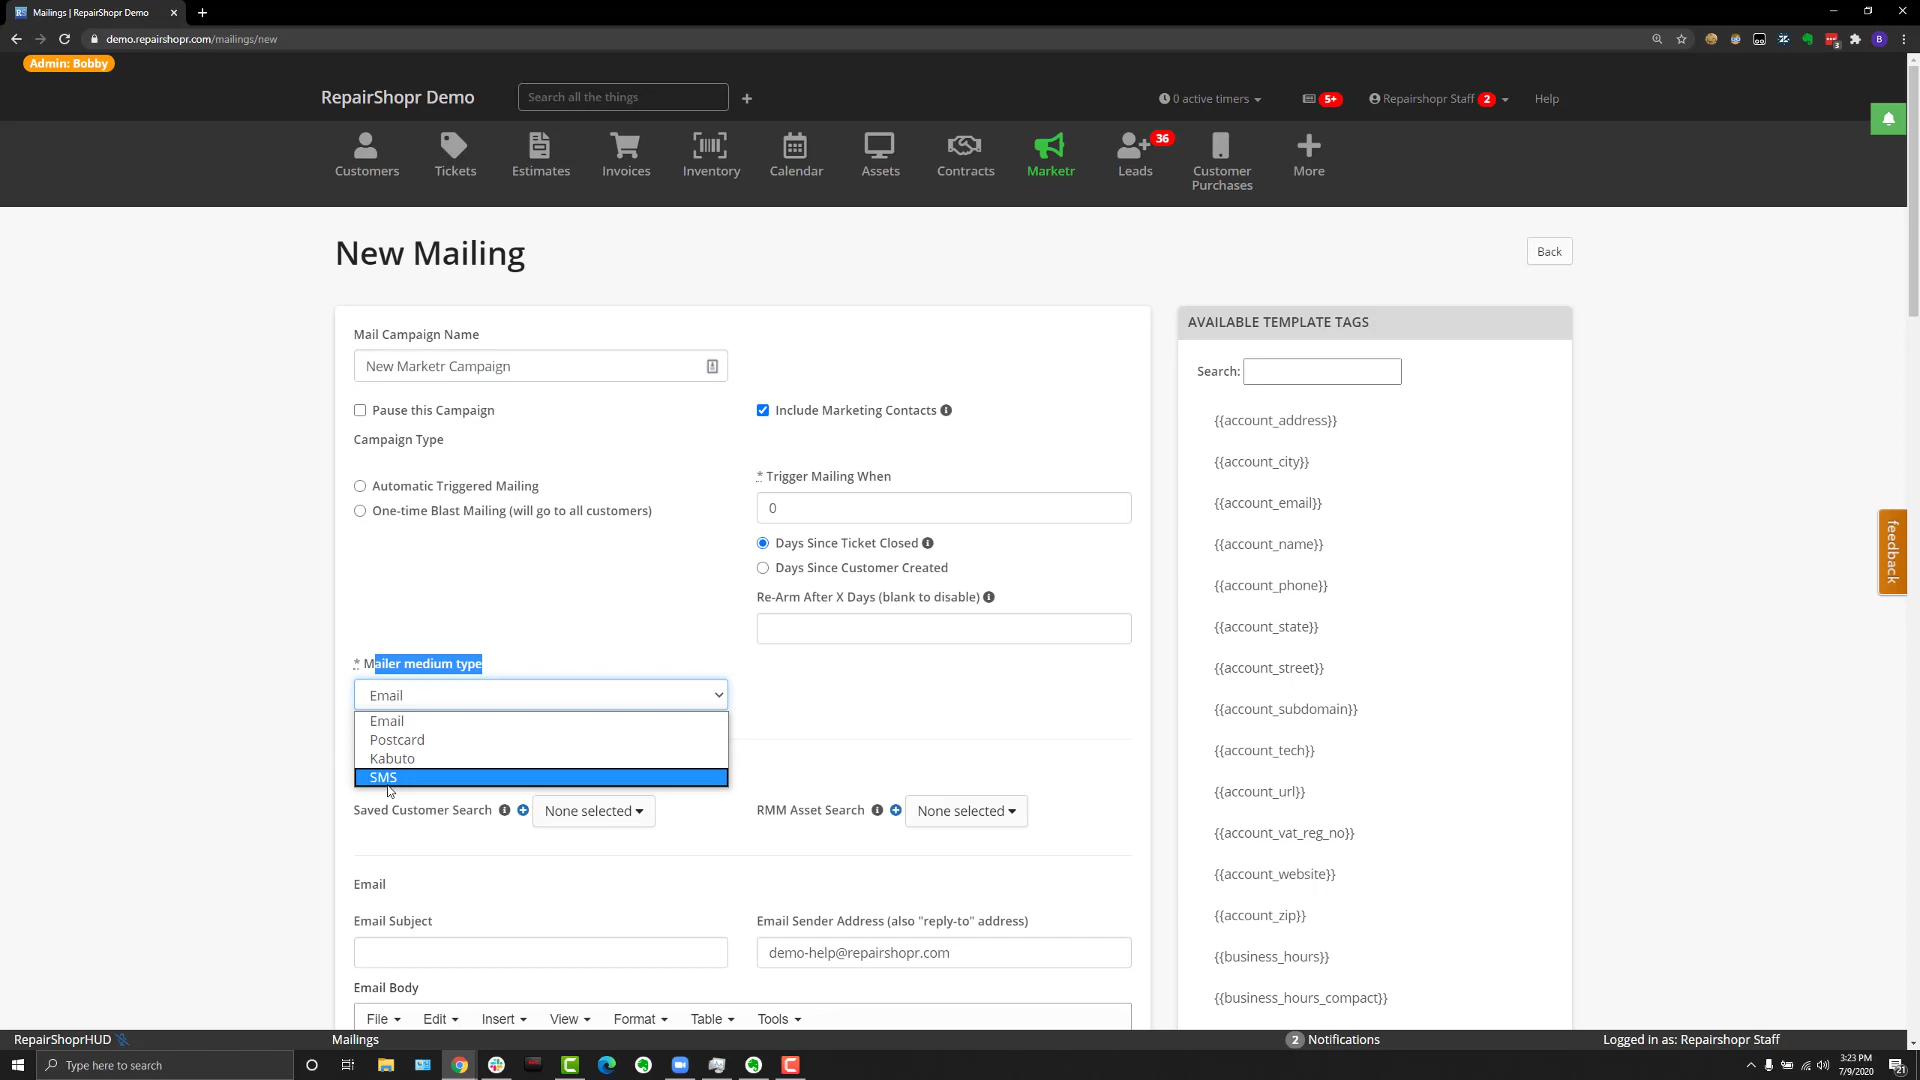 Mailings | RepairShopr Demo
demo.repairshopr.com/mailings/new
Admin: Bobby
RepairShopr Demo
Search all the things
0 active timers
5+
Repairshopr Staff 2
Help
Customers
Tickets
Estimates
Invoices
Inventory
Calendar
Assets
Contracts
Marketr
Leads
36
Customer
Purchases
More
New Mailing
Back
Mail Campaign Name
New Marketr Campaign
Pause this Campaign
Include Marketing Contacts
Campaign Type
Automatic Triggered Mailing
One-time Blast Mailing (will go to all customers)
* Trigger Mailing When
0
Days Since Ticket Closed
Days Since Customer Created
Re-Arm After X Days (blank to disable)
* Mailer medium type
Email
Email
Postcard
Kabuto
SMS
Saved Customer Search
None selected
RMM Asset Search
None selected
Email
Email Subject
Email Sender Address (also "reply-to" address)
demo-help@repairshopr.com
Email Body
File Edit Insert View Format Table Tools
AVAILABLE TEMPLATE TAGS
Search:
{{account_address}}
{{account_city}}
{{account_email}}
{{account_name}}
{{account_phone}}
{{account_state}}
{{account_street}}
{{account_subdomain}}
{{account_tech}}
{{account_url}}
{{account_vat_reg_no}}
{{account_website}}
{{account_zip}}
{{business_hours}}
{{business_hours_compact}}
feedback
RepairShoprHUD
Mailings
2 Notifications
Logged in as: Repairshopr Staff
Type here to search
3:23 PM
7/9/2020